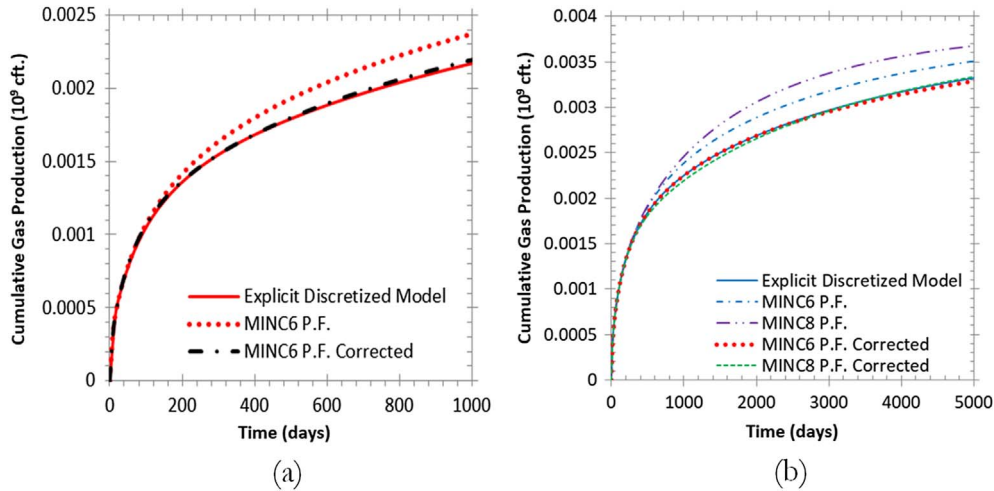 0.0025
0.002
0.0015
0.001
0.0005
0
Cumulative Gas Production (10⁹ cft.)
Explicit Discretized Model
MINC6 P.F.
MINC6 P.F. Corrected
0 200 400 600 800 1000
Time (days)
(a)
0.004
0.0035
0.003
0.0025
0.002
0.0015
0.001
0.0005
0
Cumulative Gas Production (10⁹ cft.)
Explicit Discretized Model
MINC6 P.F.
MINC8 P.F.
MINC6 P.F. Corrected
MINC8 P.F. Corrected
0 1000 2000 3000 4000 5000
Time (days)
(b)